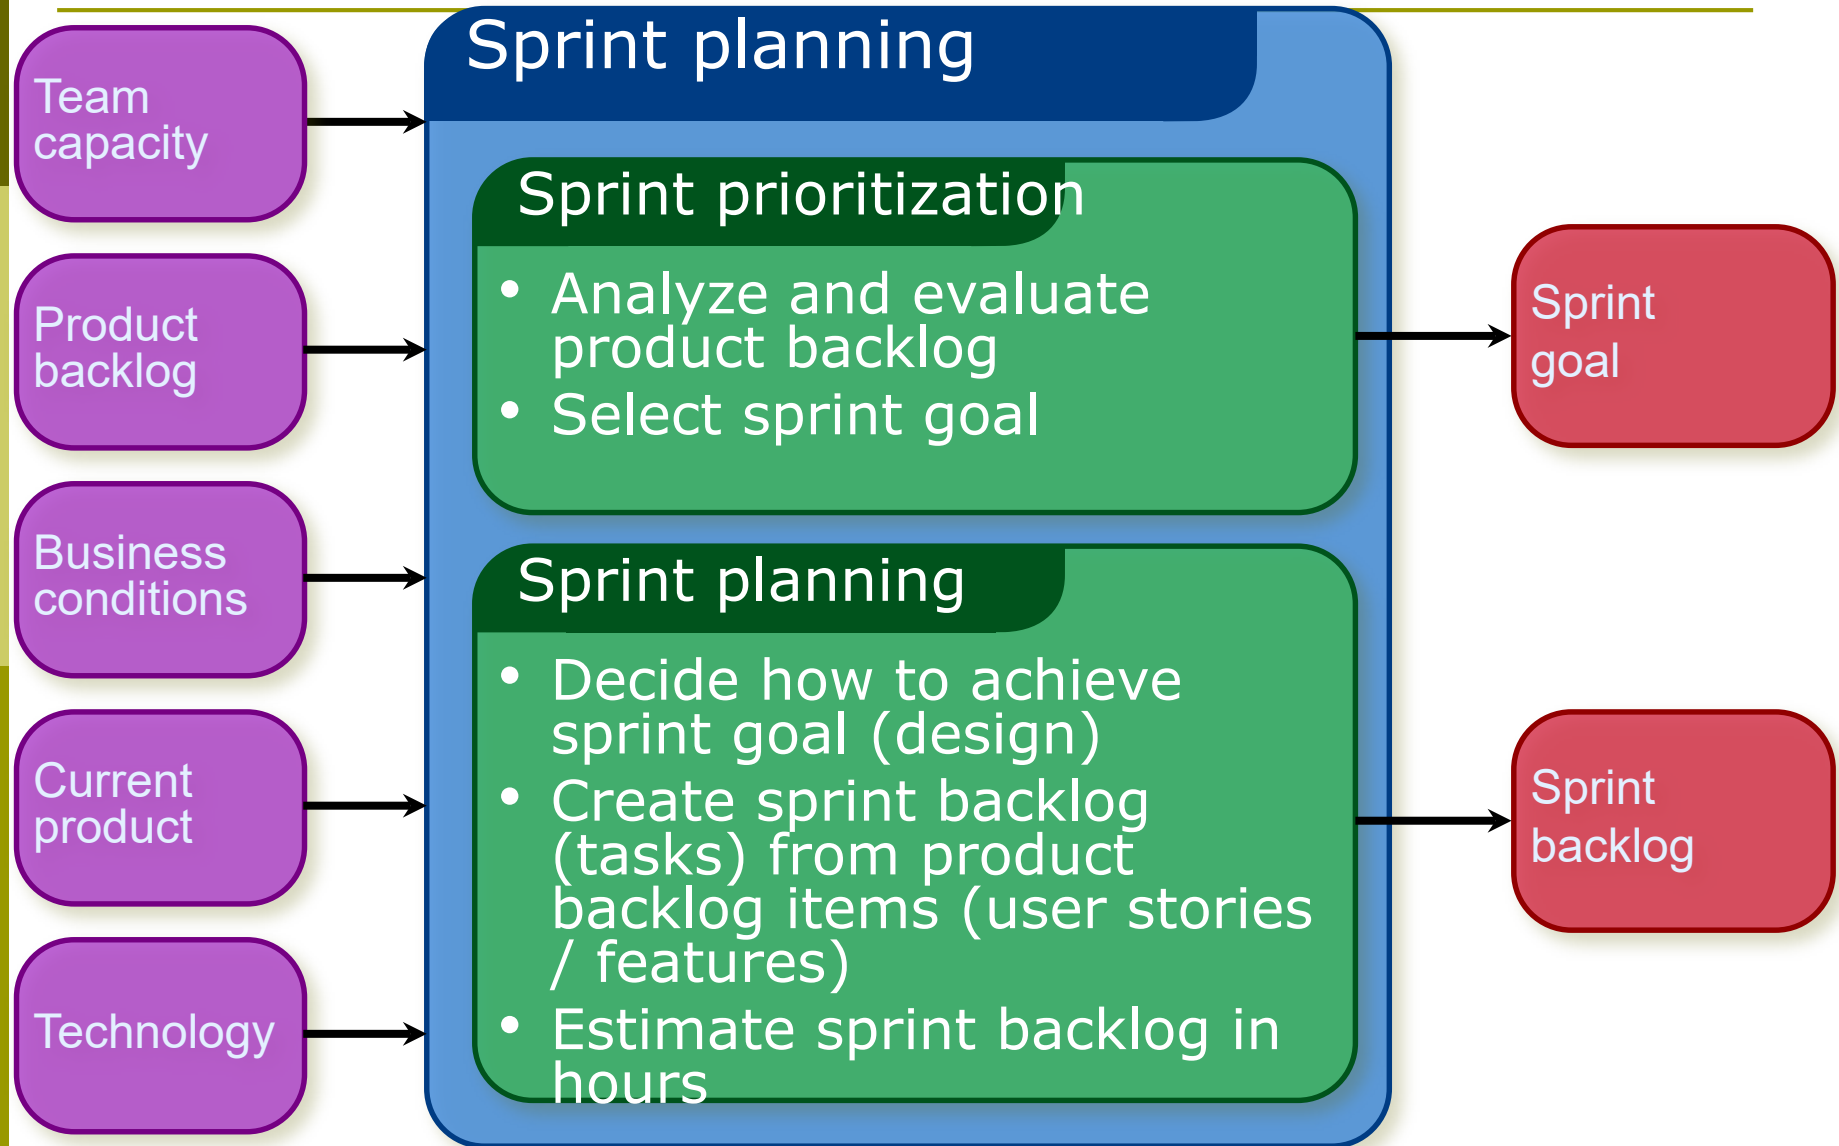 Team
capacity
Product
backlog
Business
conditions
Current
product
Technology
Sprint planning
Sprint prioritization
• Analyze and evaluate
product backlog
• Select sprint goal
Sprint planning
• Decide how to achieve
sprint goal (design)
• Create sprint backlog
(tasks) from product
backlog items (user stories
/ features)
• Estimate sprint backlog in
hours
Sprint
goal
Sprint
backlog